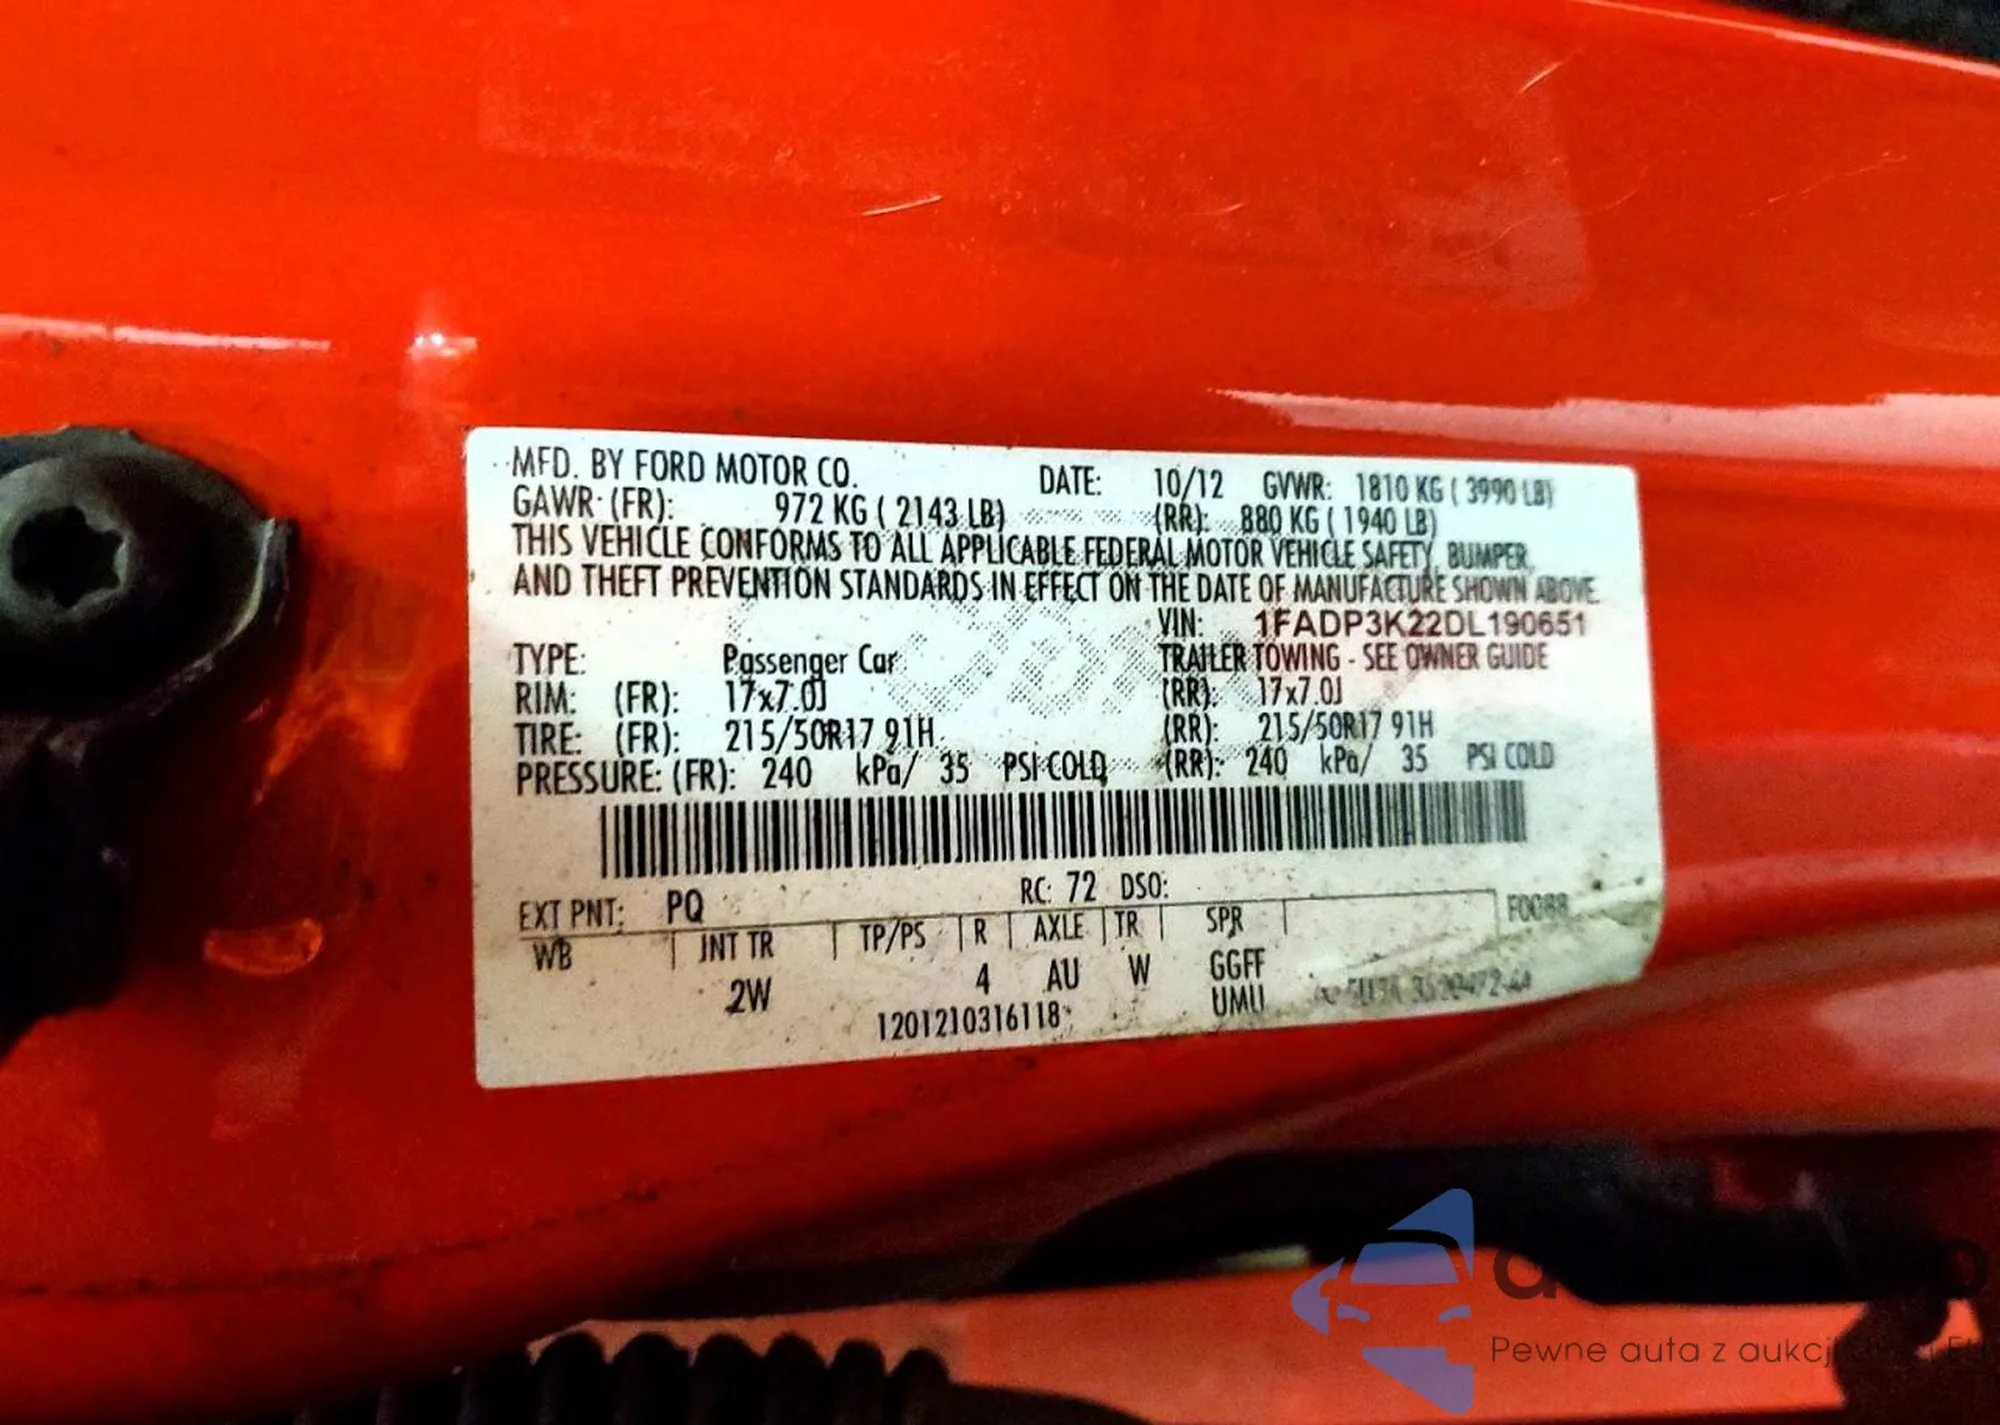 MFD. BY FORD MOTOR CO. DATE: 10/12 GVWR: 1810 KG ( 3990 LB)
GAWR: (FR): 972 KG ( 2143 LB) (RR): 880 KG ( 1940 LB)
THIS VEHICLE CONFORMS TO ALL APPLICABLE FEDERAL MOTOR VEHICLE SAFETY, BUMPER,
AND THEFT PREVENTION STANDARDS IN EFFECT ON THE DATE OF MANUFACTURE SHOWN ABOVE.
VIN: 1FADP3K22DL190651
TYPE: Passenger Car TRAILER TOWING - SEE OWNER GUIDE
RIM: (FR): 17x7.0J (RR): 17x7.0J
TIRE: (FR): 215/50R17 91H (RR): 215/50R17 91H
PRESSURE: (FR): 240 kPa/ 35 PSI COLD (RR): 240 kPa/ 35 PSI COLD
EXT PNT: PQ RC: 72 DSO: F0088
WB INT TR TP/PS R AXLE TR SPR
2W 4 AU W GGFF
1201210316118 UMU
Pewne auta z